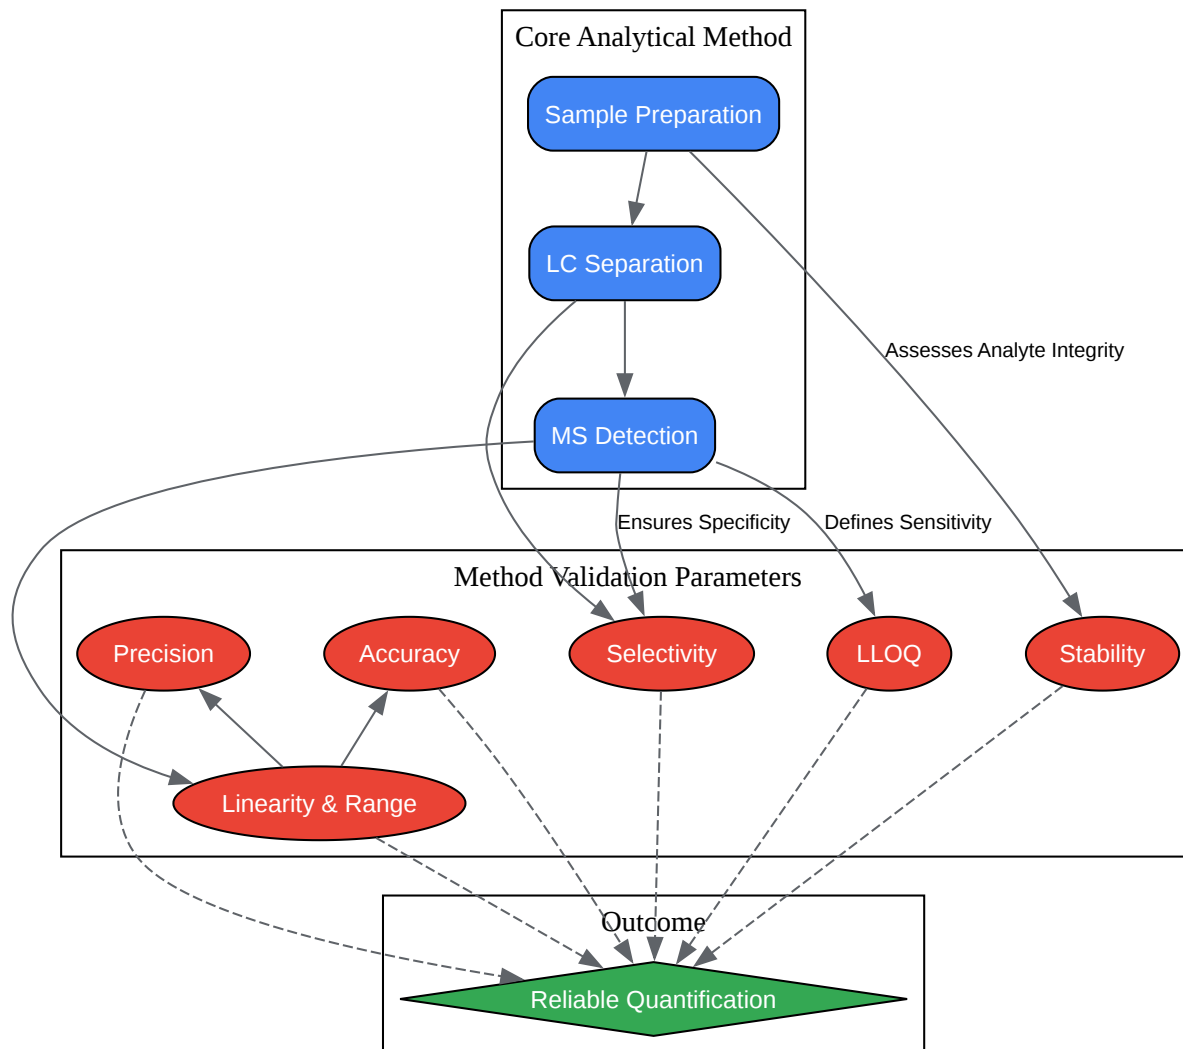 Core Analytical Method
Sample Preparation
LC Separation
Assesses Analyte Integrity
MS Detection
Ensures Specificity
Defines Sensitivity
Method Validation Parameters
Precision
Accuracy
Selectivity
LLOQ
Stability
Linearity & Range
Outcome
Reliable Quantification